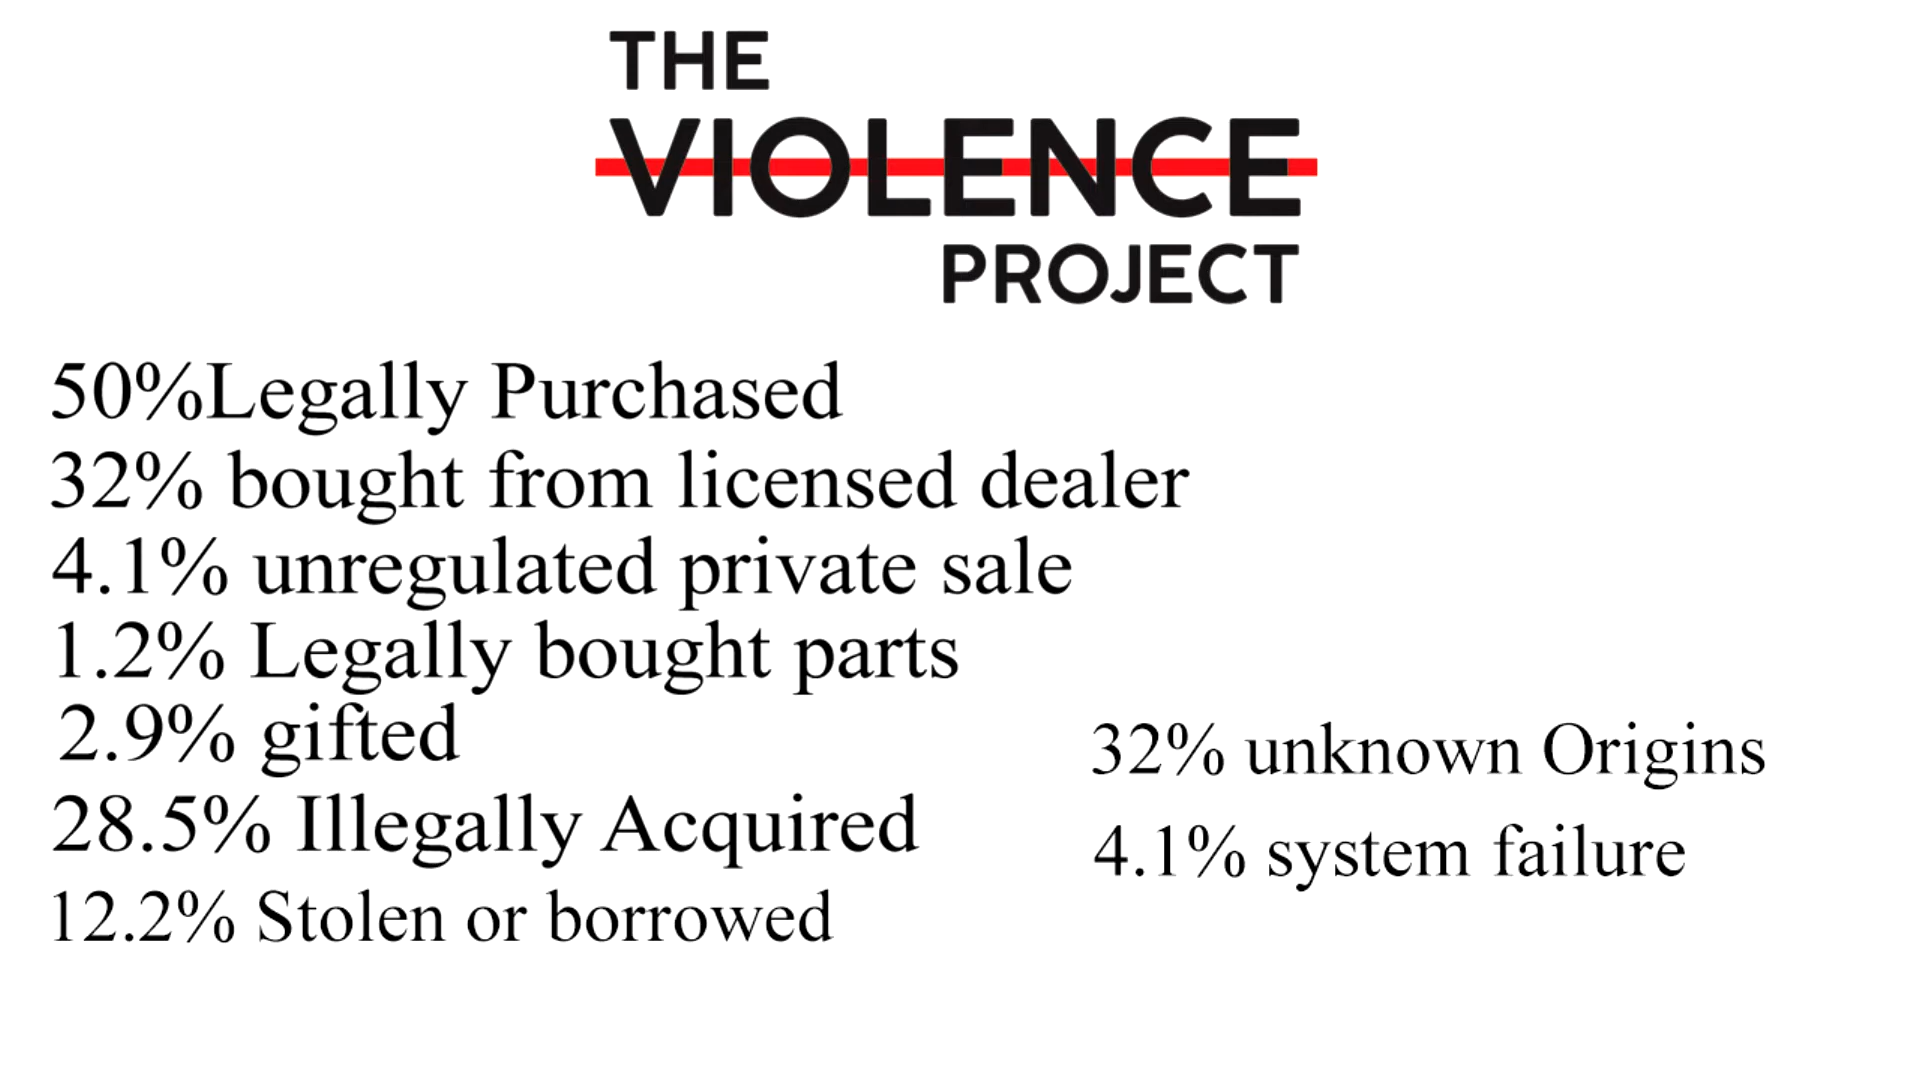 THE
VIOLENCE
PROJECT
50%Legally Purchased
32% bought from licensed dealer
4.1% unregulated private sale
1.2% Legally bought parts
2.9% gifted
28.5% Illegally Acquired
12.2% Stolen or borrowed
32% unknown Origins
4.1% system failure